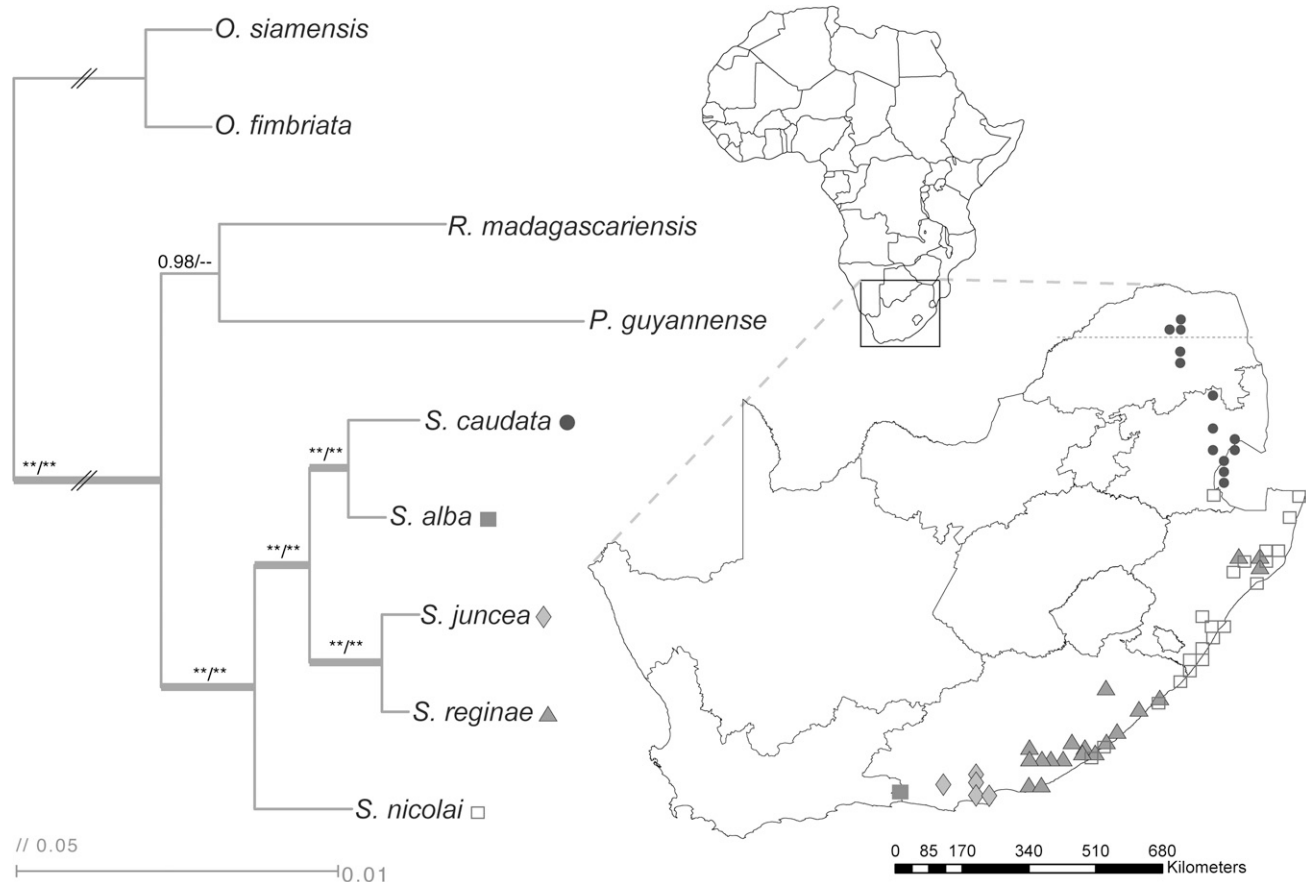 O. siamensis
O. fimbriata
R. madagascariensis
0.98/--
P. guyannense
S. caudata
**/**
**/**
S. alba
**/**
S. juncea
**/**
**/**
S. reginae
S. nicolai
// 0.05
0.01
0 85 170 340 510 680
Kilometers